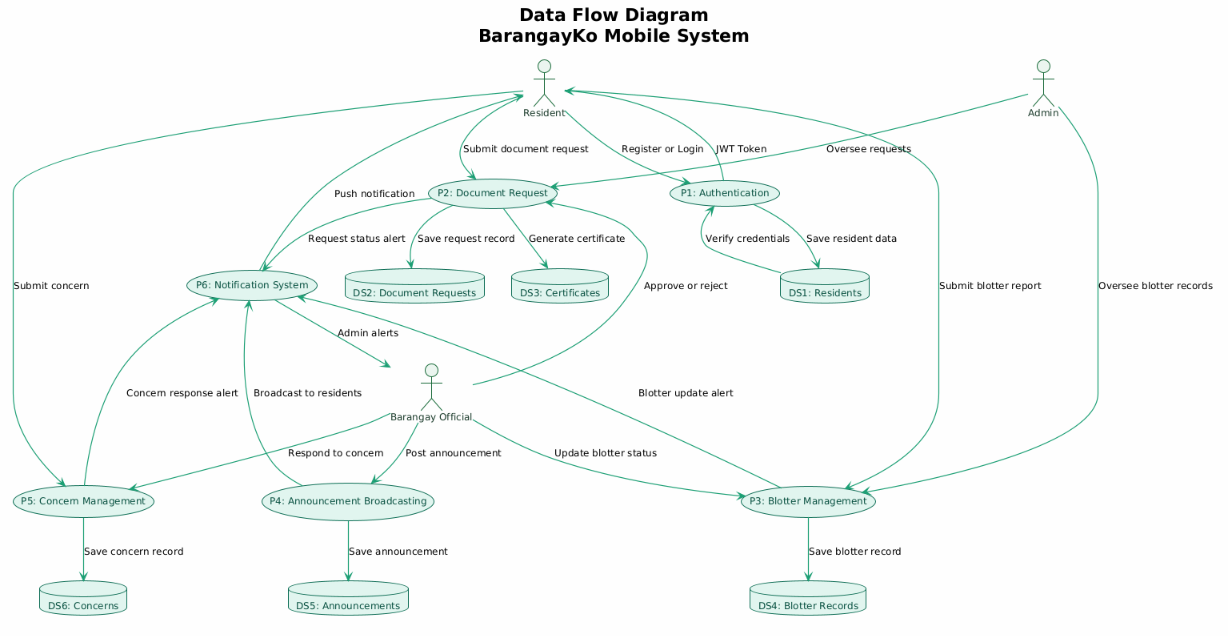 Data Flow Diagram
BarangayKo Mobile System
Resident
Admin
Submit document request
Register or Login
JWT Token
Oversee requests
Push notification
P2: Document Request
P1: Authentication
Request status alert
Save request record
Generate certificate
Verify credentials
Save resident data
Submit concern
P6: Notification System
DS2: Document Requests
DS3: Certificates
Approve or reject
DS1: Residents
Submit blotter report
Oversee blotter records
Admin alerts
Concern response alert
Broadcast to residents
Barangay Official
Blotter update alert
Respond to concern
Post announcement
Update blotter status
P5: Concern Management
P4: Announcement Broadcasting
P3: Blotter Management
Save concern record
Save announcement
Save blotter record
DS6: Concerns
DS5: Announcements
DS4: Blotter Records